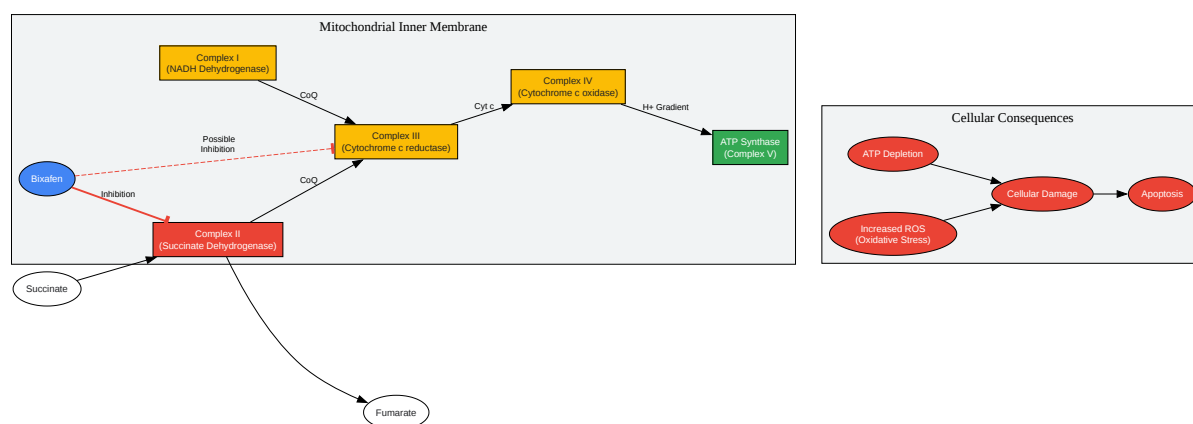 Mitochondrial Inner Membrane
Complex I
(NADH Dehydrogenase)
CoQ
Complex IV
(Cytochrome c oxidase)
Cyt c
H+ Gradient
Possible
Inhibition
Complex III
(Cytochrome c reductase)
ATP Synthase
(Complex V)
Bixafen
Inhibition
CoQ
Complex II
(Succinate Dehydrogenase)
Succinate
Fumarate
Cellular Consequences
ATP Depletion
Cellular Damage
Apoptosis
Increased ROS
(Oxidative Stress)